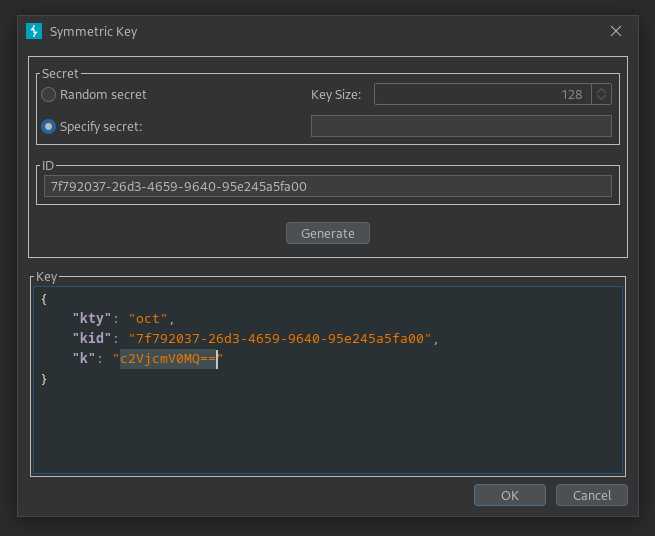 Symmetric Key
Secret
Random secret
Key Size:
128
Specify secret:
ID
7f792037-26d3-4659-9640-95e245a5fa00
Generate
Key
{
"kty": "oct",
"kid": "7f792037-26d3-4659-9640-95e245a5fa00",
"k": "c2VjcmV0MQ=="
}
OK
Cancel